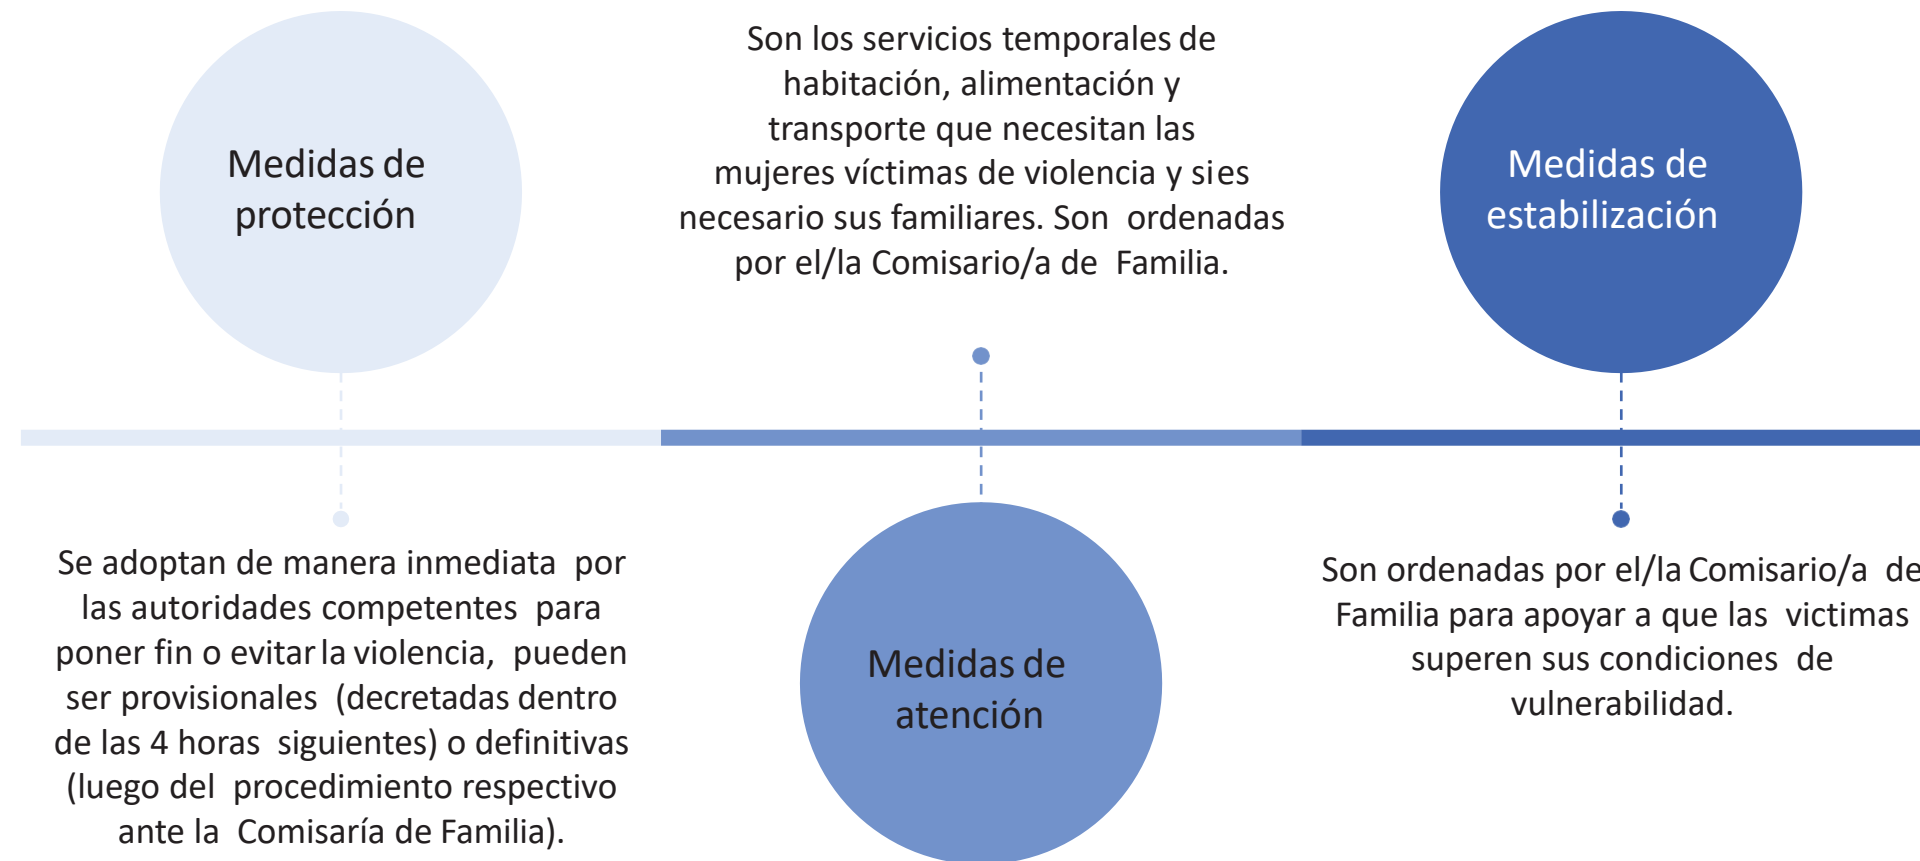 Medidas de
protección
Se adoptan de manera inmediata por
las autoridades competentes para
poner fin o evitar la violencia, pueden
ser provisionales (decretadas dentro
de las 4 horas siguientes) o definitivas
(luego del procedimiento respectivo
ante la Comisaría de Familia).
Son los servicios temporales de
habitación, alimentación y
transporte que necesitan las
mujeres víctimas de violencia y sies
necesario sus familiares. Son ordenadas
por el/la Comisario/a de Familia.
Medidas de
atención
Medidas de
estabilización
Son ordenadas por el/la Comisario/a de
Familia para apoyar a que las victimas
superen sus condiciones de
vulnerabilidad.